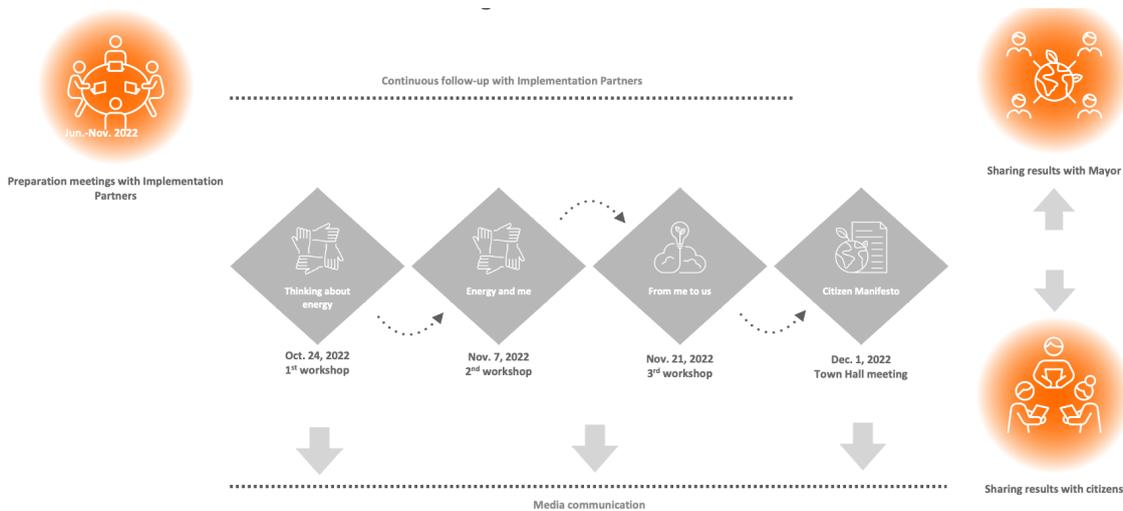 Continuous follow-up with Implementation Partners
Jun.-Nov. 2022
Preparation meetings with Implementation
Partners
Sharing results with Mayor
Thinking about
energy
Energy and me
From me to us
Citizen Manifesto
Oct. 24, 2022
1st workshop
Nov. 7, 2022
2nd workshop
Nov. 21, 2022
3rd workshop
Dec. 1, 2022
Town Hall meeting
Sharing results with citizens
Media communication